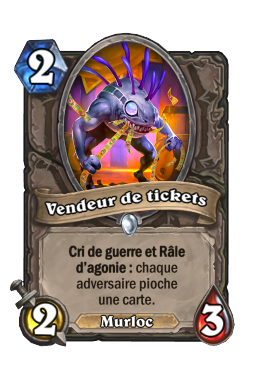 2
Vendeur de tickets
Cri de guerre et Râle
d'agonie : chaque
adversaire pioche
une carte.
2
Murloc
3